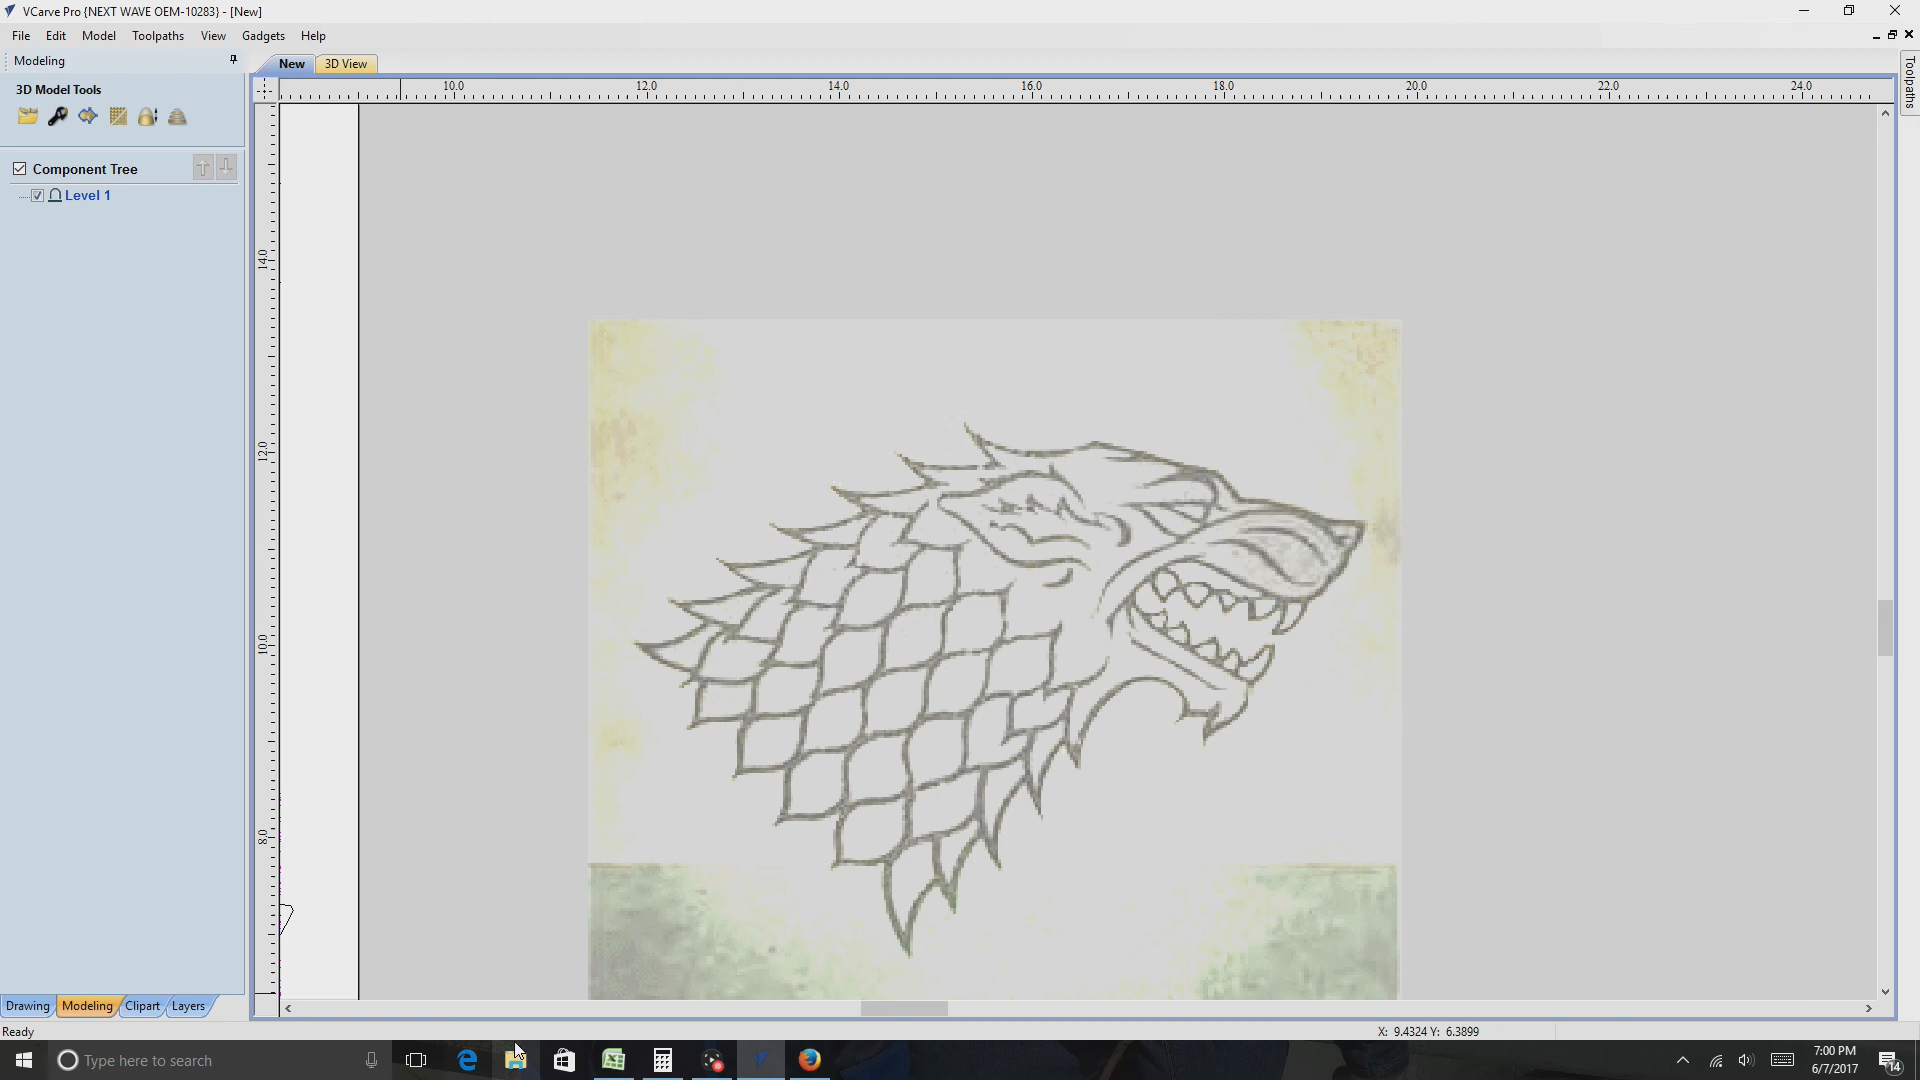 VCarve Pro {NEXT WAVE OEM-10283} - [New]
File Edit Model Toolpaths View Gadgets Help
Modeling
New 3D View
Toolpaths
3D Model Tools
10.0 12.0 14.0 16.0 18.0 20.0 22.0 24.0
Component Tree
Level 1
14.0
12.0
10.0
8.0
Drawing Modeling Clipart Layers
Ready
X: 9.4324 Y: 6.3899
Type here to search
7:00 PM
6/7/2017
14